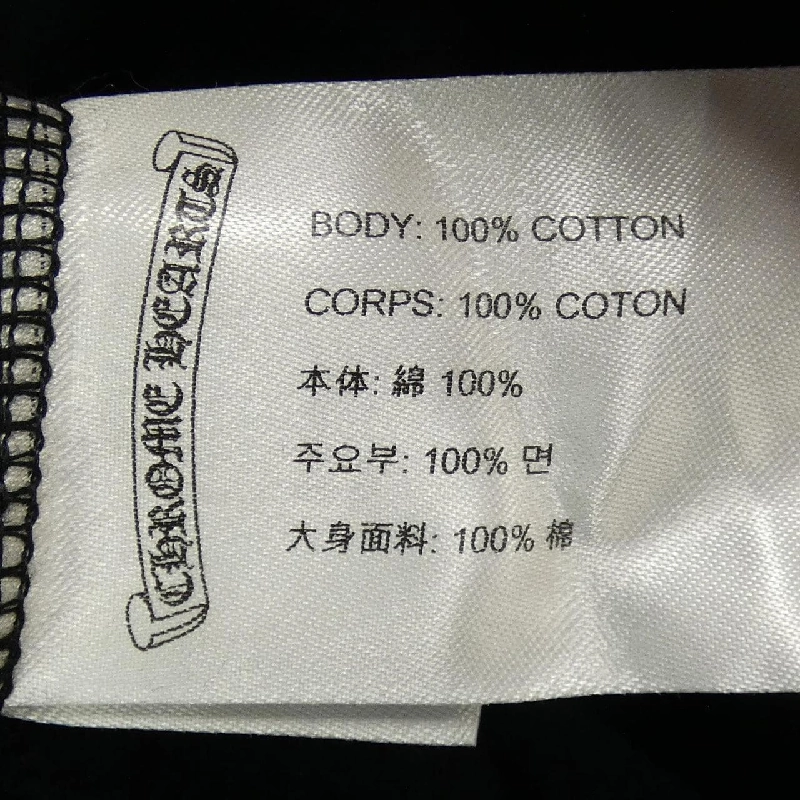 CHROME HEARTS
BODY: 100% COTTON
CORPS: 100% COTON
本体: 綿 100%
주요부: 100% 면
大身面料: 100% 棉